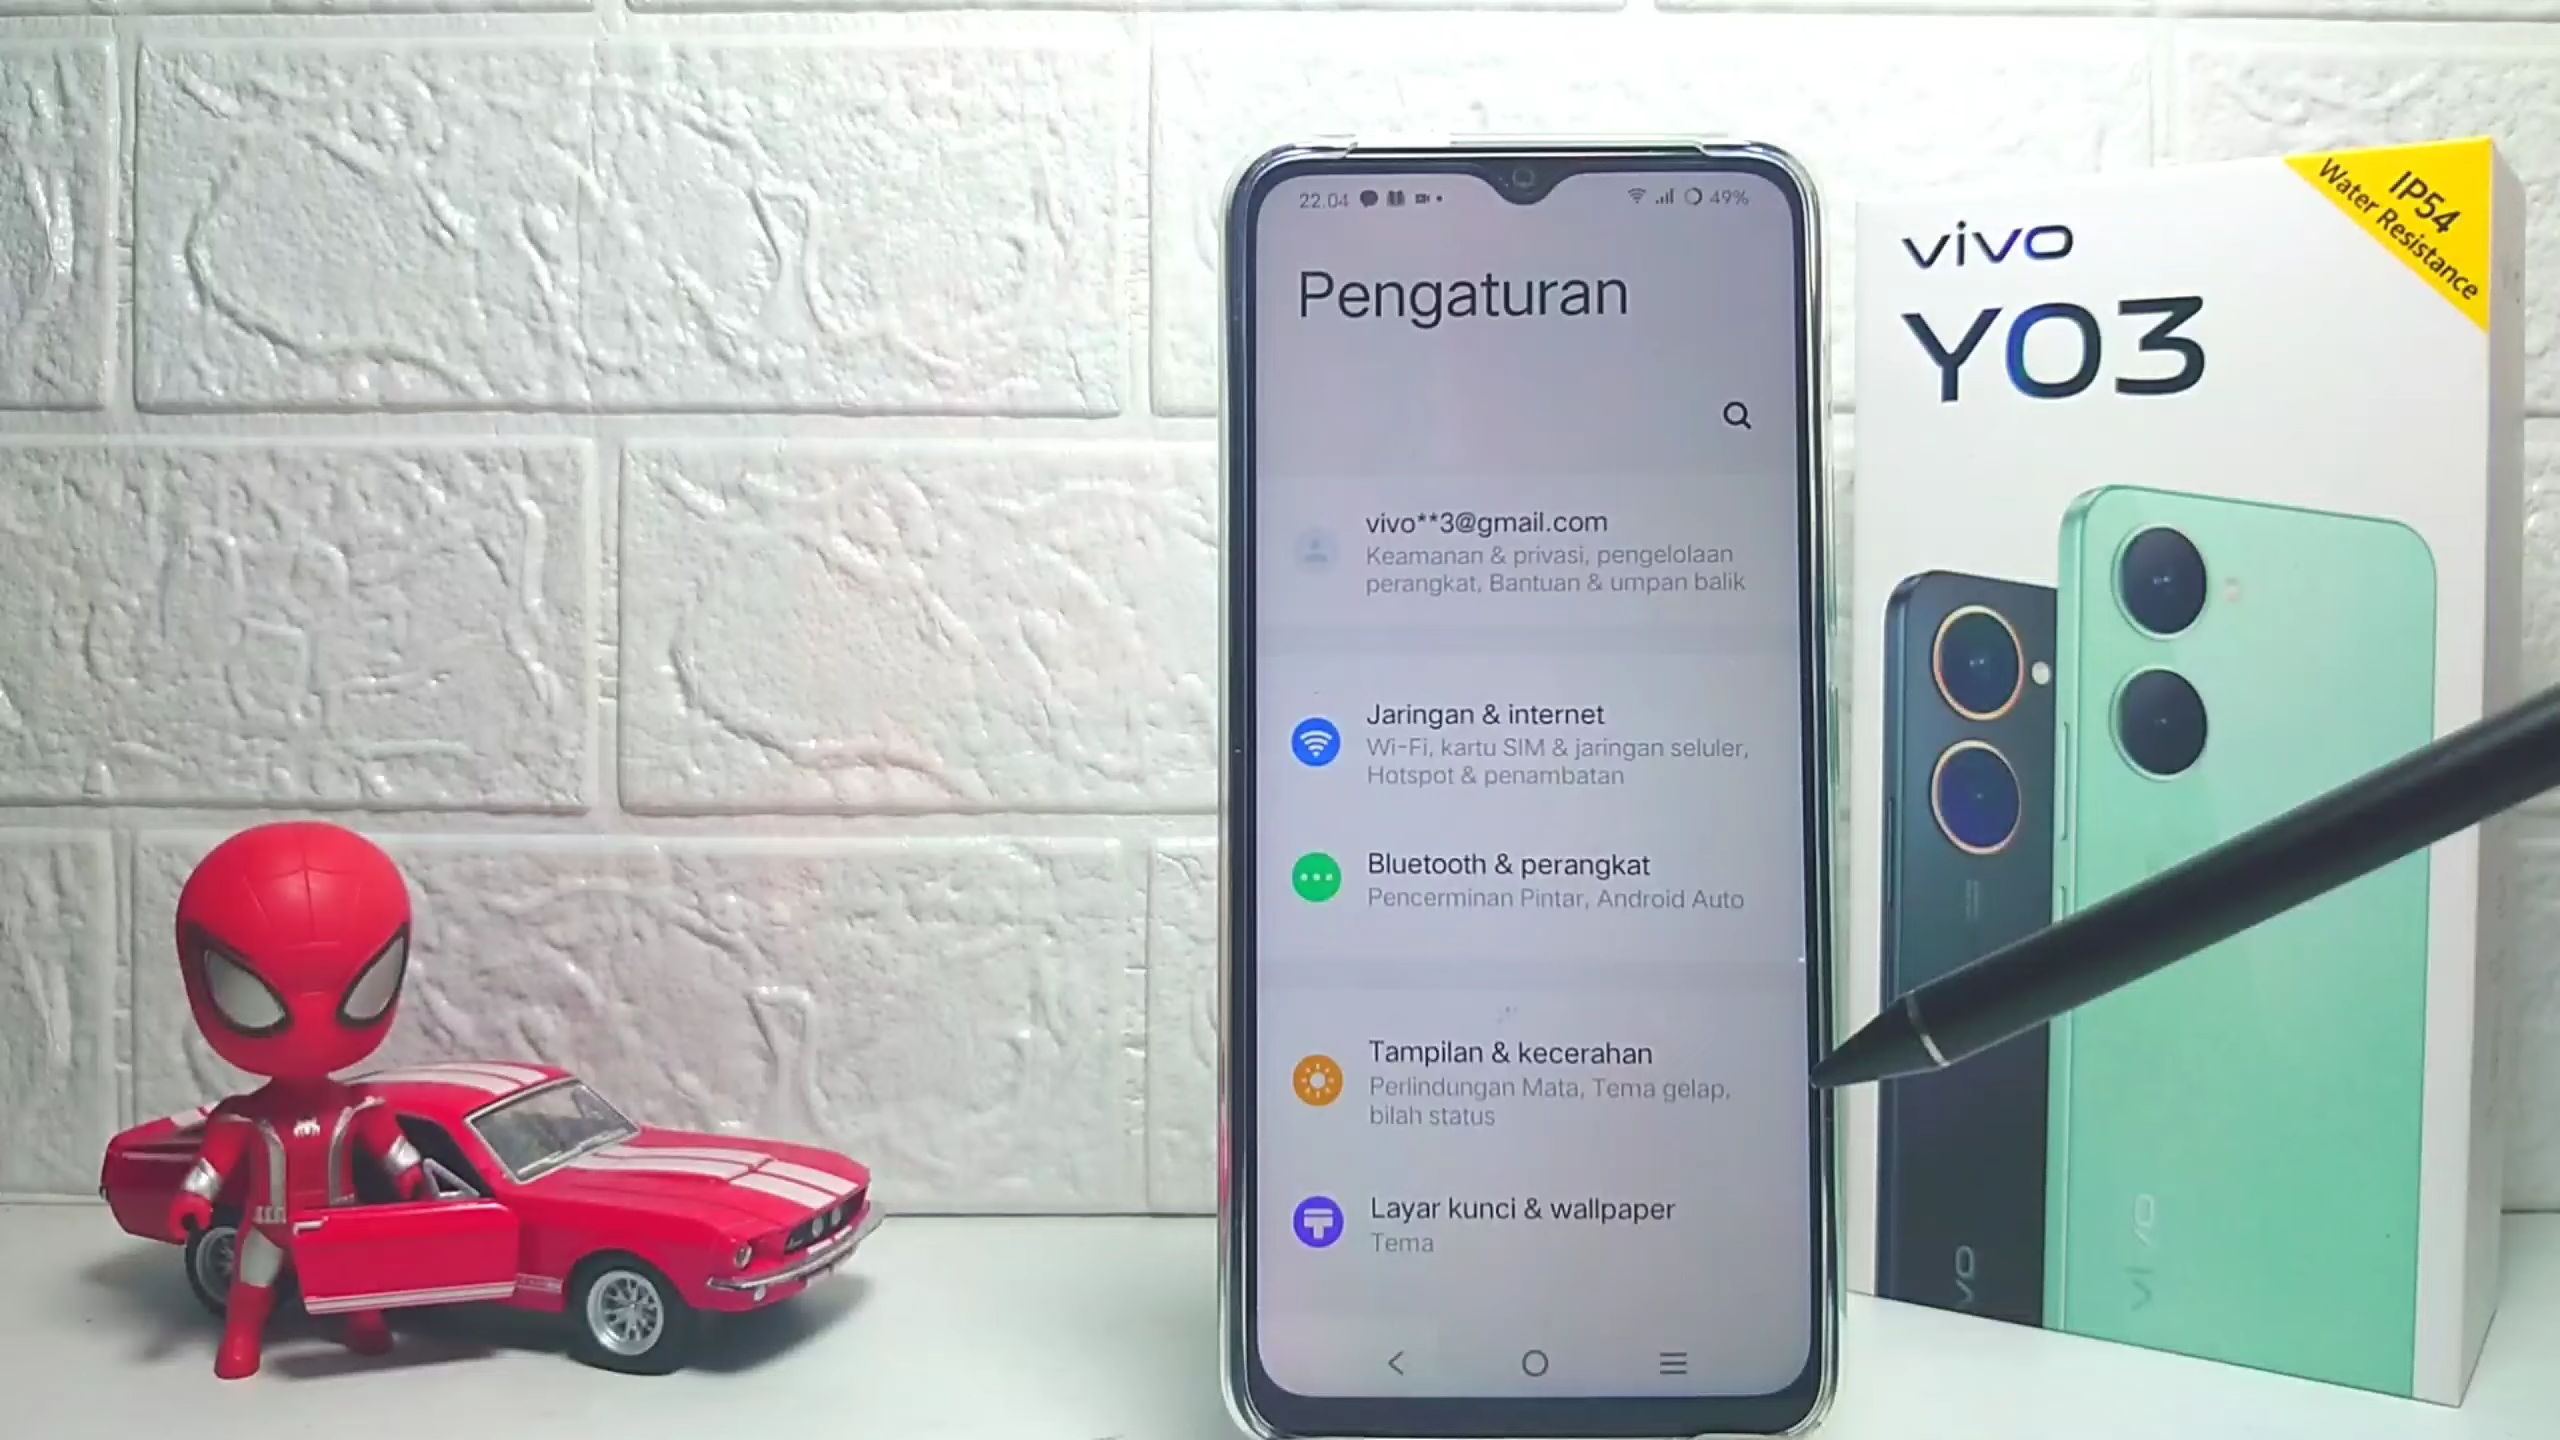 22.04
49%
Pengaturan
vivo**3@gmail.com
Keamanan & privasi, pengelolaan
perangkat, Bantuan & umpan balik
Jaringan & internet
Wi-Fi, kartu SIM & jaringan seluler,
Hotspot & penambatan
Bluetooth & perangkat
Pencerminan Pintar, Android Auto
Tampilan & kecerahan
Perlindungan Mata, Tema gelap,
bilah status
Layar kunci & wallpaper
Tema
vivo
Y03
IP54
Water Resistance
vivo